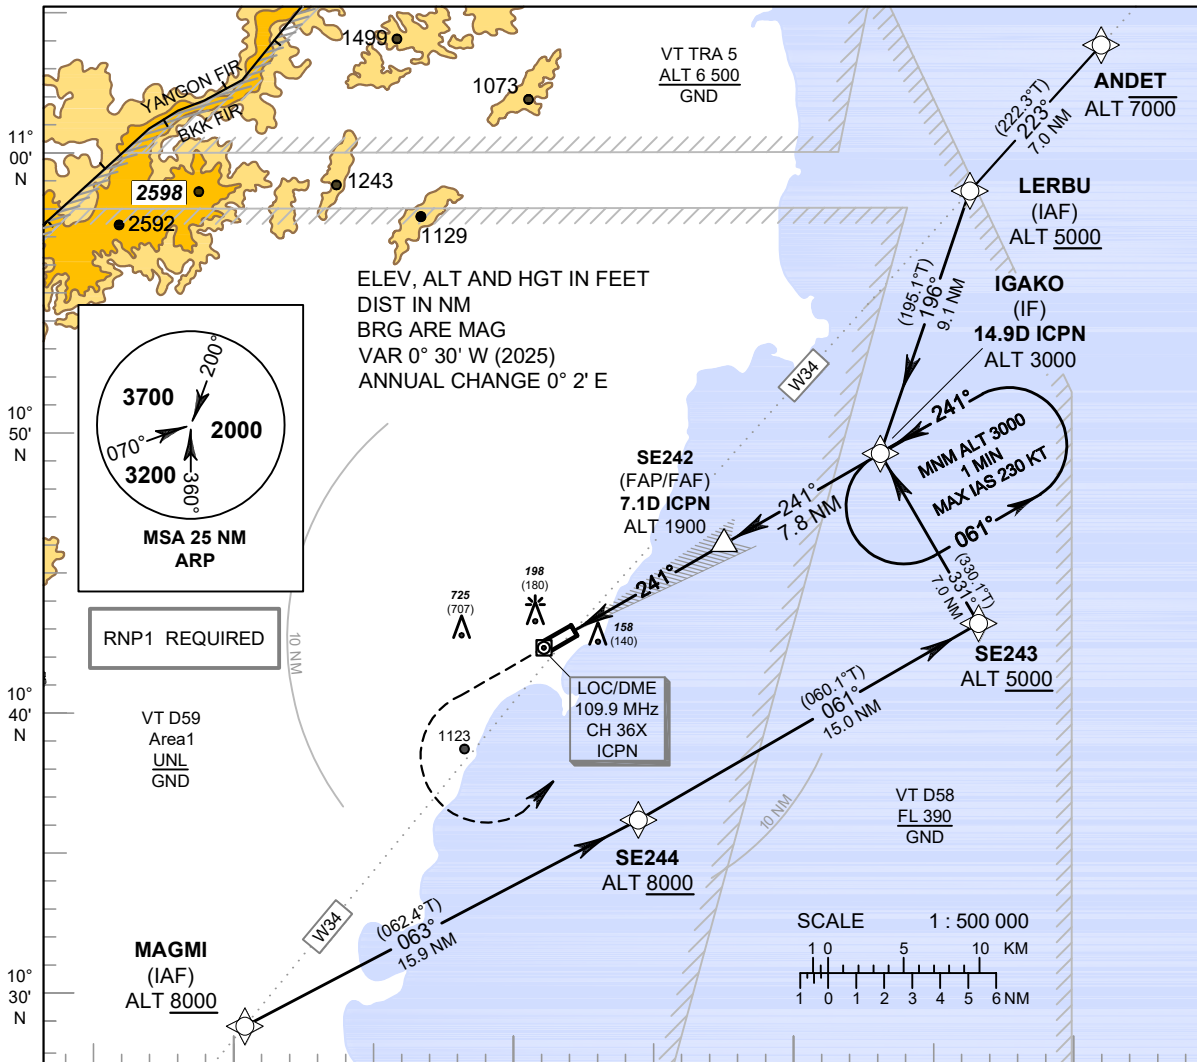 1499
1073
VT TRA 5
ALT 6 500
GND
YANGON FIR
BKK FIR
ANDET
ALT 7000
(222.3°T)
223°
7.0 NM
11°
00'
N
2598
2592
1243
1129
LERBU
(IAF)
ALT 5000
ELEV, ALT AND HGT IN FEET
DIST IN NM
BRG ARE MAG
VAR 0° 30' W (2025)
ANNUAL CHANGE 0° 2' E
(195.1°T)
196°
9.1 NM
IGAKO
(IF)
14.9D ICPN
ALT 3000
W34
3700
200°
2000
070°
3200
360°
MSA 25 NM
ARP
10°
50'
N
241°
MNM ALT 3000
1 MIN
MAX IAS 230 KT
061°
SE242
(FAP/FAF)
7.1D ICPN
ALT 1900
241°
7.8 NM
241°
(330.1°T)
331°
7.0 NM
725
(707)
198
(180)
158
(140)
RNP1 REQUIRED
10 NM
SE243
ALT 5000
LOC/DME
109.9 MHz
CH 36X
ICPN
(060.1°T)
061°
15.0 NM
10°
40'
N
VT D59
Area1
UNL
GND
1123
10 NM
VT D58
FL 390
GND
SE244
ALT 8000
W34
(062.4°T)
063°
15.9 NM
MAGMI
(IAF)
ALT 8000
10°
30'
N
SCALE 1 : 500 000
1 0 5 10 KM
1 0 1 2 3 4 5 6 NM